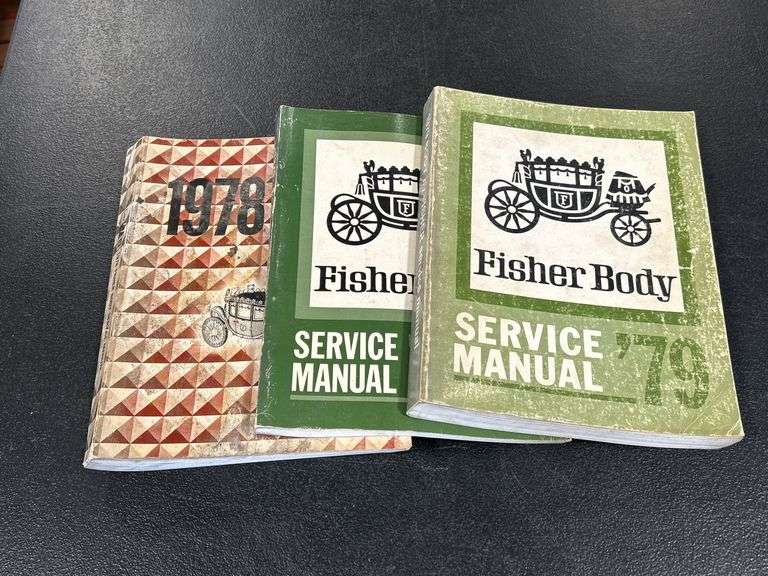 1978
Fisher
SERVICE
MANUAL
F
Fisher Body
SERVICE
MANUAL '79
F